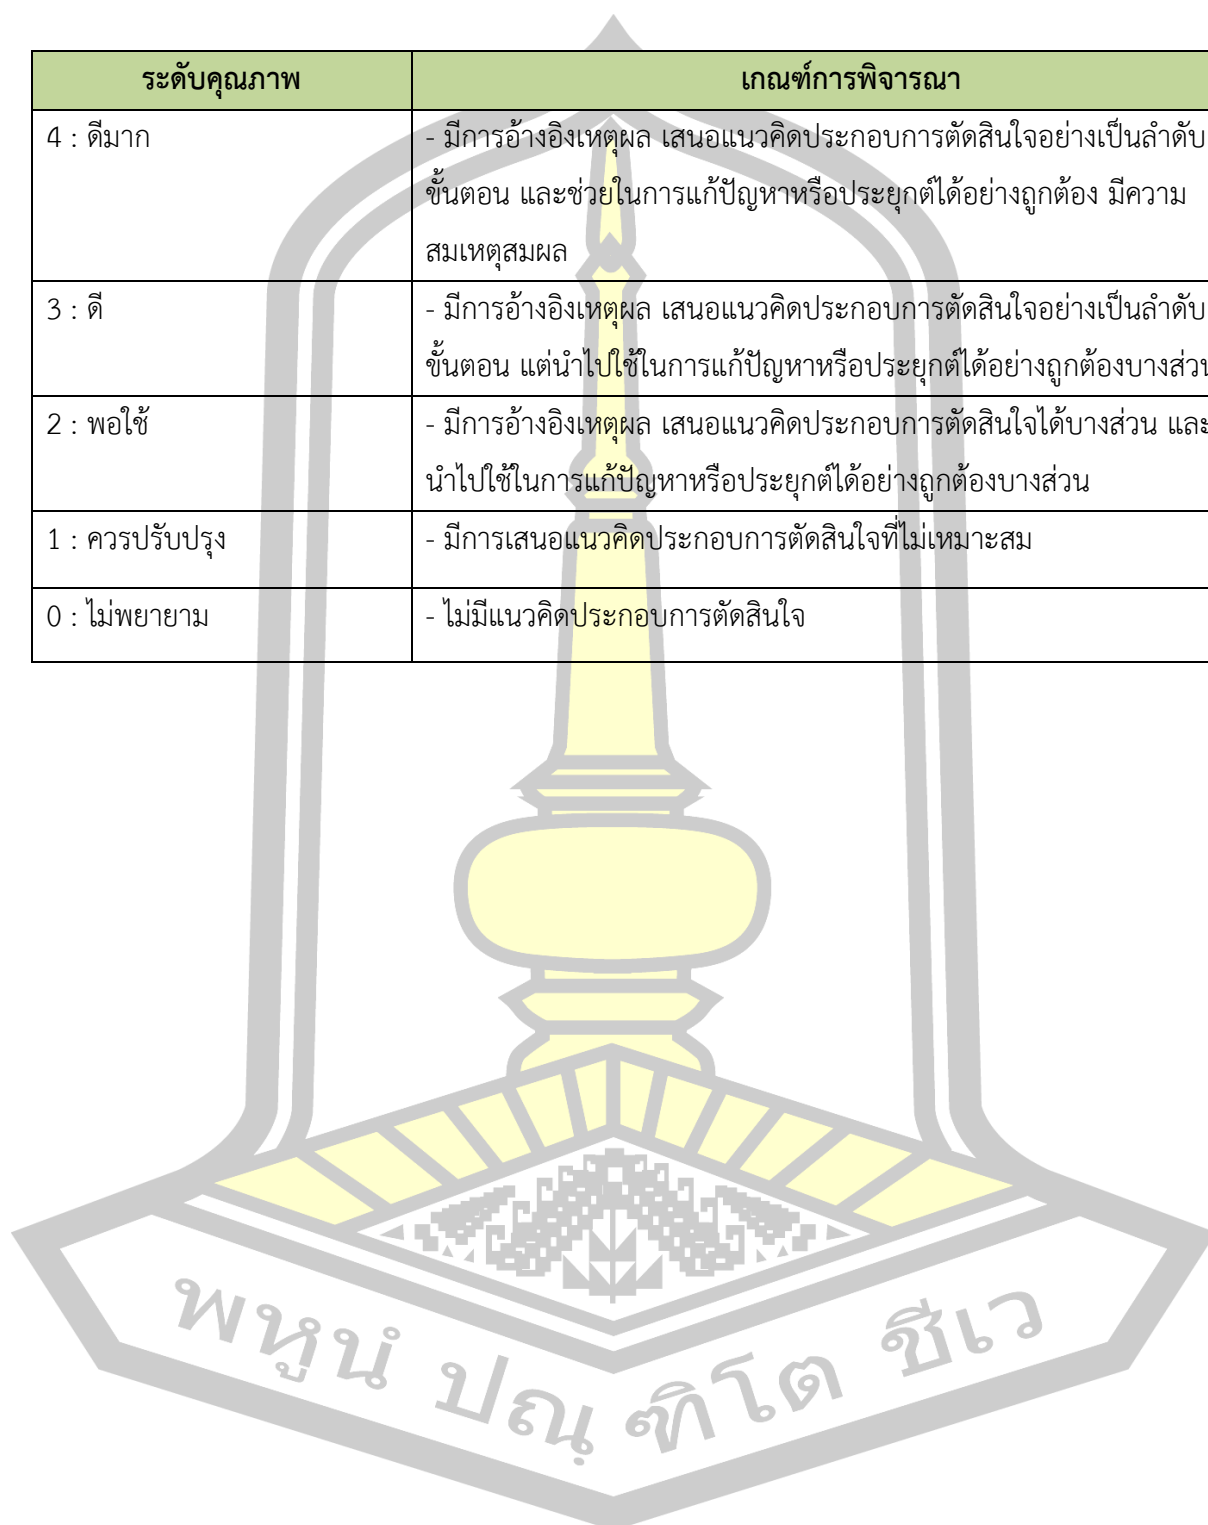 ระดับคุณภาพ
เกณฑ์การพิจารณา
4 : ดีมาก
- มีการอ้างอิงเหตุผล เสนอแนวคิดประกอบการตัดสินใจอย่างเป็นลำดับ
ขั้นตอน และช่วยในการแก้ปัญหาหรือประยุกต์ได้อย่างถูกต้อง มีความ
สมเหตุสมผล
3 : ดี
- มีการอ้างอิงเหตุผล เสนอแนวคิดประกอบการตัดสินใจอย่างเป็นลำดับ
ขั้นตอน แต่นำไปใช้ในการแก้ปัญหาหรือประยุกต์ได้อย่างถูกต้องบางส่วน
2 : พอใช้
- มีการอ้างอิงเหตุผล เสนอแนวคิดประกอบการตัดสินใจได้บางส่วน และ
นำไปใช้ในการแก้ปัญหาหรือประยุกต์ได้อย่างถูกต้องบางส่วน
1 : ควรปรับปรุง
- มีการเสนอแนวคิดประกอบการตัดสินใจที่ไม่เหมาะสม
0 : ไม่พยายาม
- ไม่มีแนวคิดประกอบการตัดสินใจ
พหูนํ ปณฺ ฑิโต ชีเว